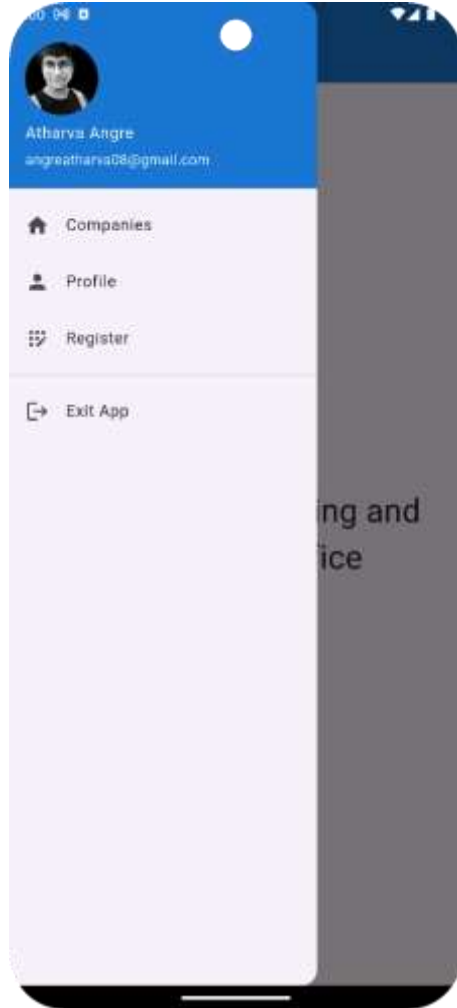 Atharva Angre
angreatharva08@gmail.com
Companies
Profile
Register
Exit App
ing and
fice